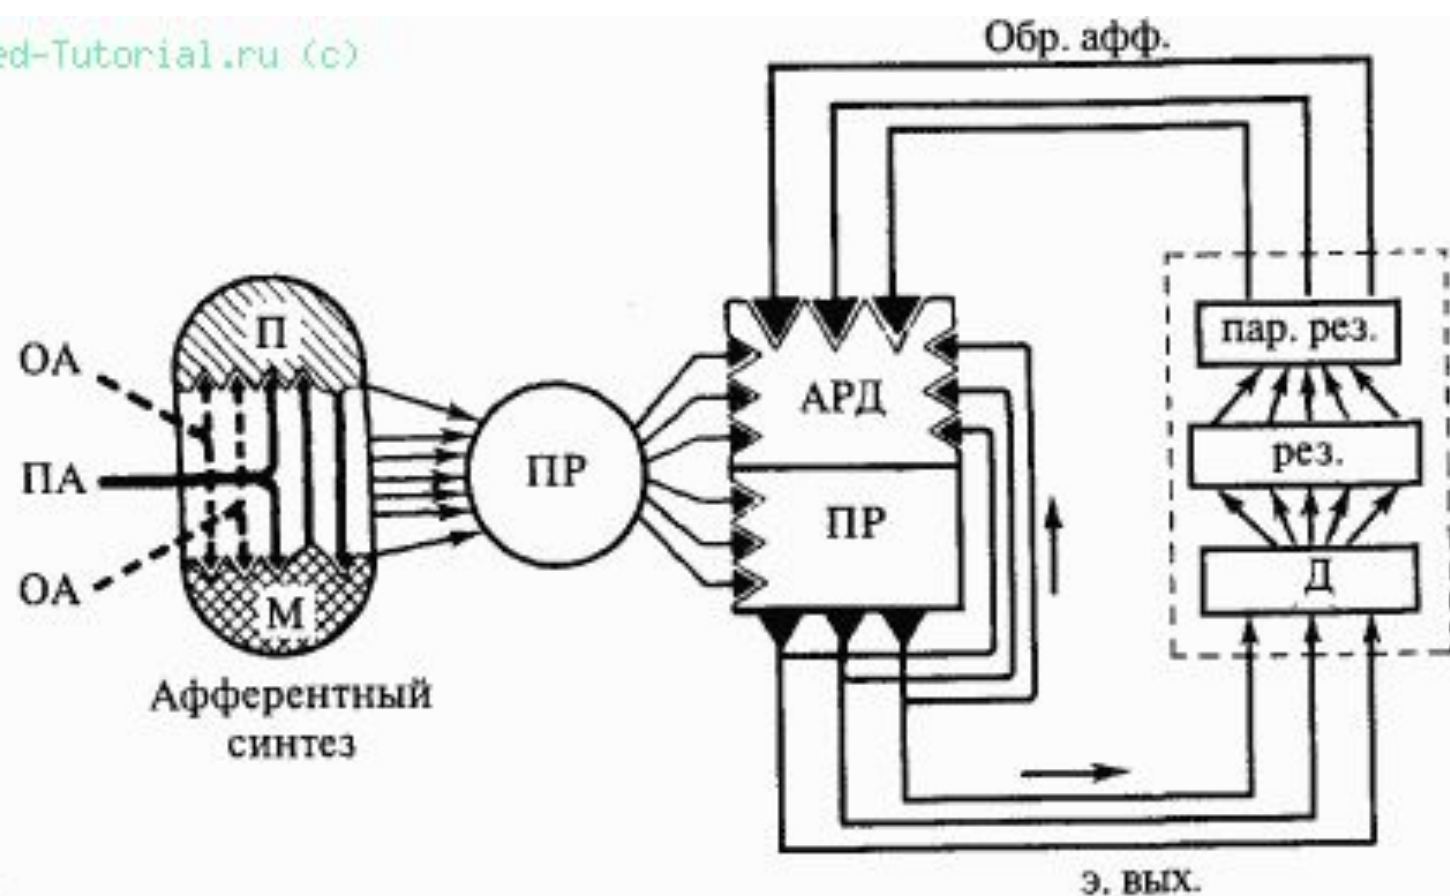 ed-Tutorial.ru (c)
Обр. афф.
П
ОА
ПА
ОА
М
Афферентный
синтез
ПР
АРД
ПР
пар. рез.
рез.
Д
э. вых.